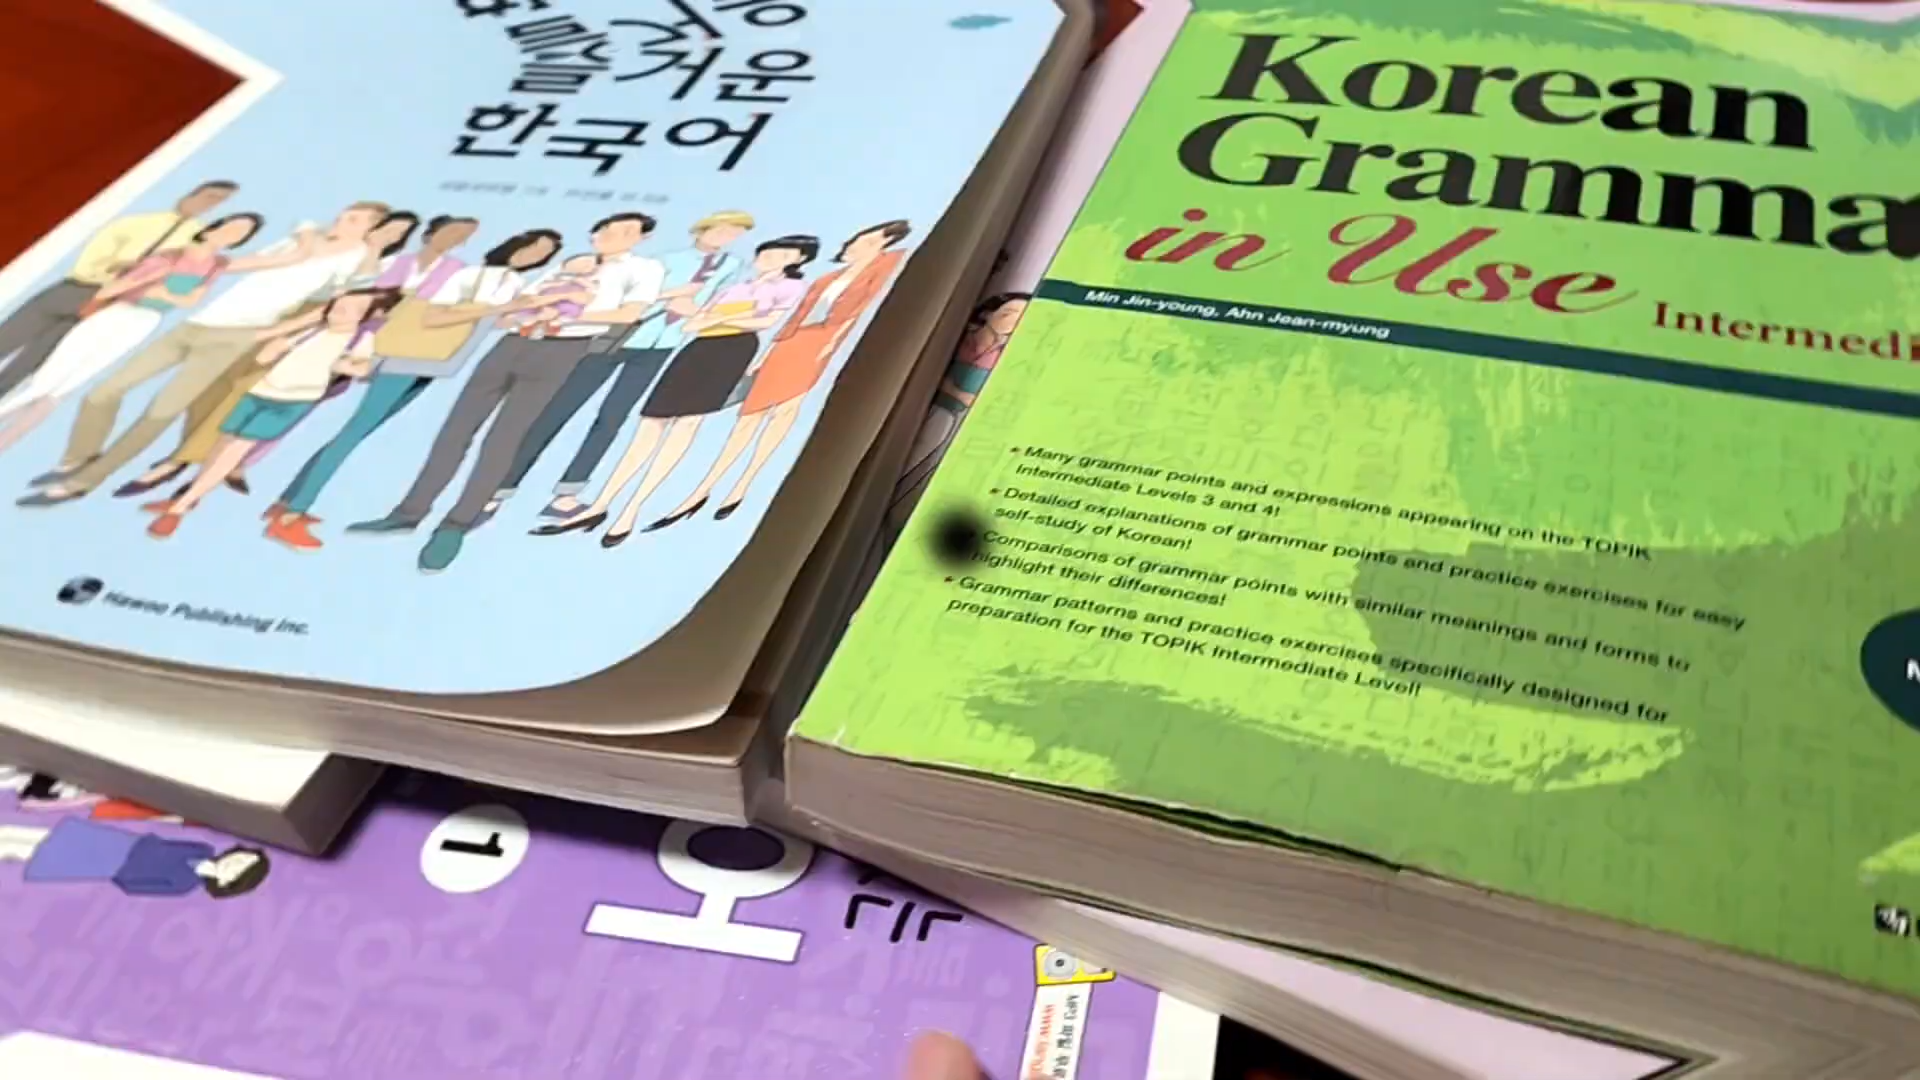 한국어
Hawoo Publishing Inc.
Korean
Gramma
in Use Intermedi
Min Jin-young, Ahn Jean-myung
Many grammar points and expressions appearing on the TOPIK
Intermediate Levels 3 and 4!
Detailed explanations of grammar points and practice exercises for easy
self-study of Korean!
Comparisons of grammar points with similar meanings and forms to
highlight their differences!
Grammar patterns and practice exercises specifically designed for
preparation for the TOPIK Intermediate Level!
1